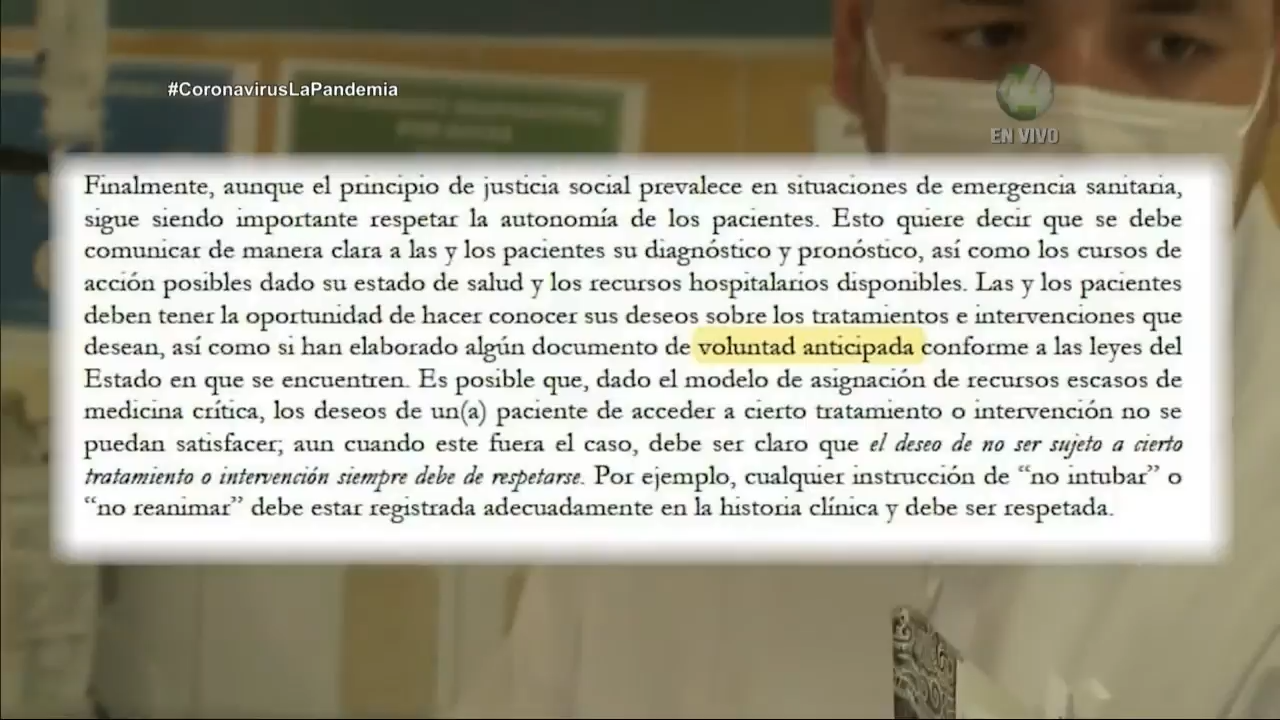 #CoronavirusLaPandemia
EN VIVO
Finalmente, aunque el principio de justicia social prevalece en situaciones de emergencia sanitaria,
sigue siendo importante respetar la autonomía de los pacientes. Esto quiere decir que se debe
comunicar de manera clara a las y los pacientes su diagnóstico y pronóstico, así como los cursos de
acción posibles dado su estado de salud y los recursos hospitalarios disponibles. Las y los pacientes
deben tener la oportunidad de hacer conocer sus deseos sobre los tratamientos e intervenciones que
desean, así como si han elaborado algún documento de voluntad anticipada conforme a las leyes del
Estado en que se encuentren. Es posible que, dado el modelo de asignación de recursos escasos de
medicina crítica, los deseos de un(a) paciente de acceder a cierto tratamiento o intervención no se
puedan satisfacer; aun cuando este fuera el caso, debe ser claro que el deseo de no ser sujeto a cierto
tratamiento o intervención siempre debe de respetarse. Por ejemplo, cualquier instrucción de “no intubar” o
“no reanimar” debe estar registrada adecuadamente en la historia clínica y debe ser respetada.